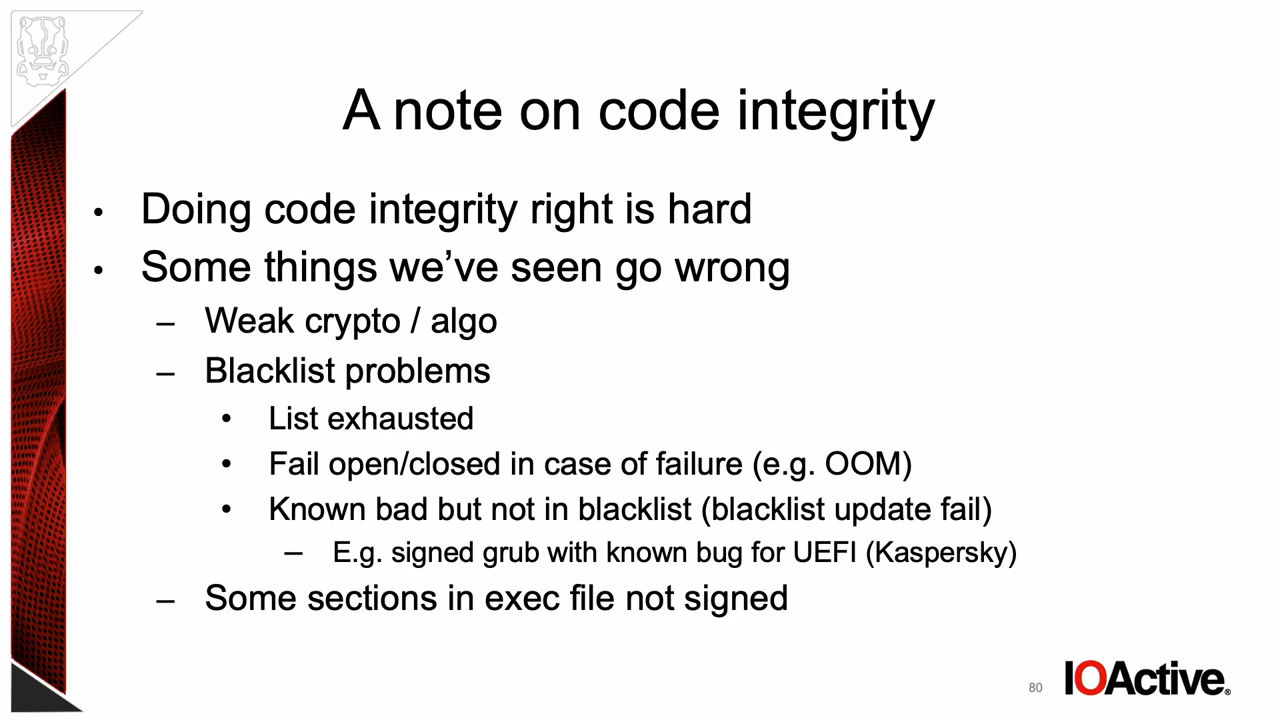 A note on code integrity
• Doing code integrity right is hard
• Some things we’ve seen go wrong
– Weak crypto / algo
– Blacklist problems
• List exhausted
• Fail open/closed in case of failure (e.g. OOM)
• Known bad but not in blacklist (blacklist update fail)
– E.g. signed grub with known bug for UEFI (Kaspersky)
– Some sections in exec file not signed
80
IOActive®